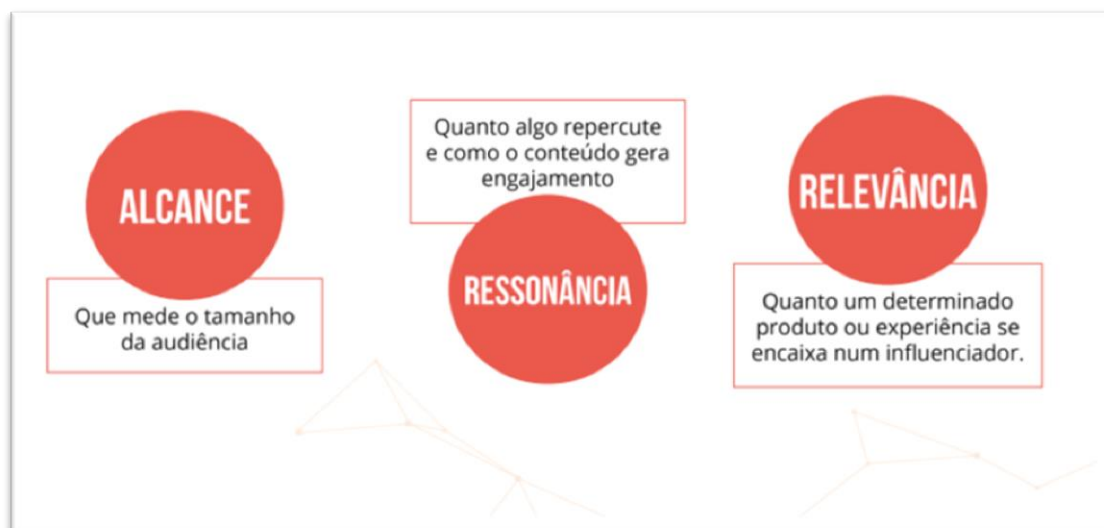 ALCANCE
Que mede o tamanho
da audiência
Quanto algo repercute
e como o conteúdo gera
engajamento
RESSONÂNCIA
RELEVÂNCIA
Quanto um determinado
produto ou experiência se
encaixa num influenciador.